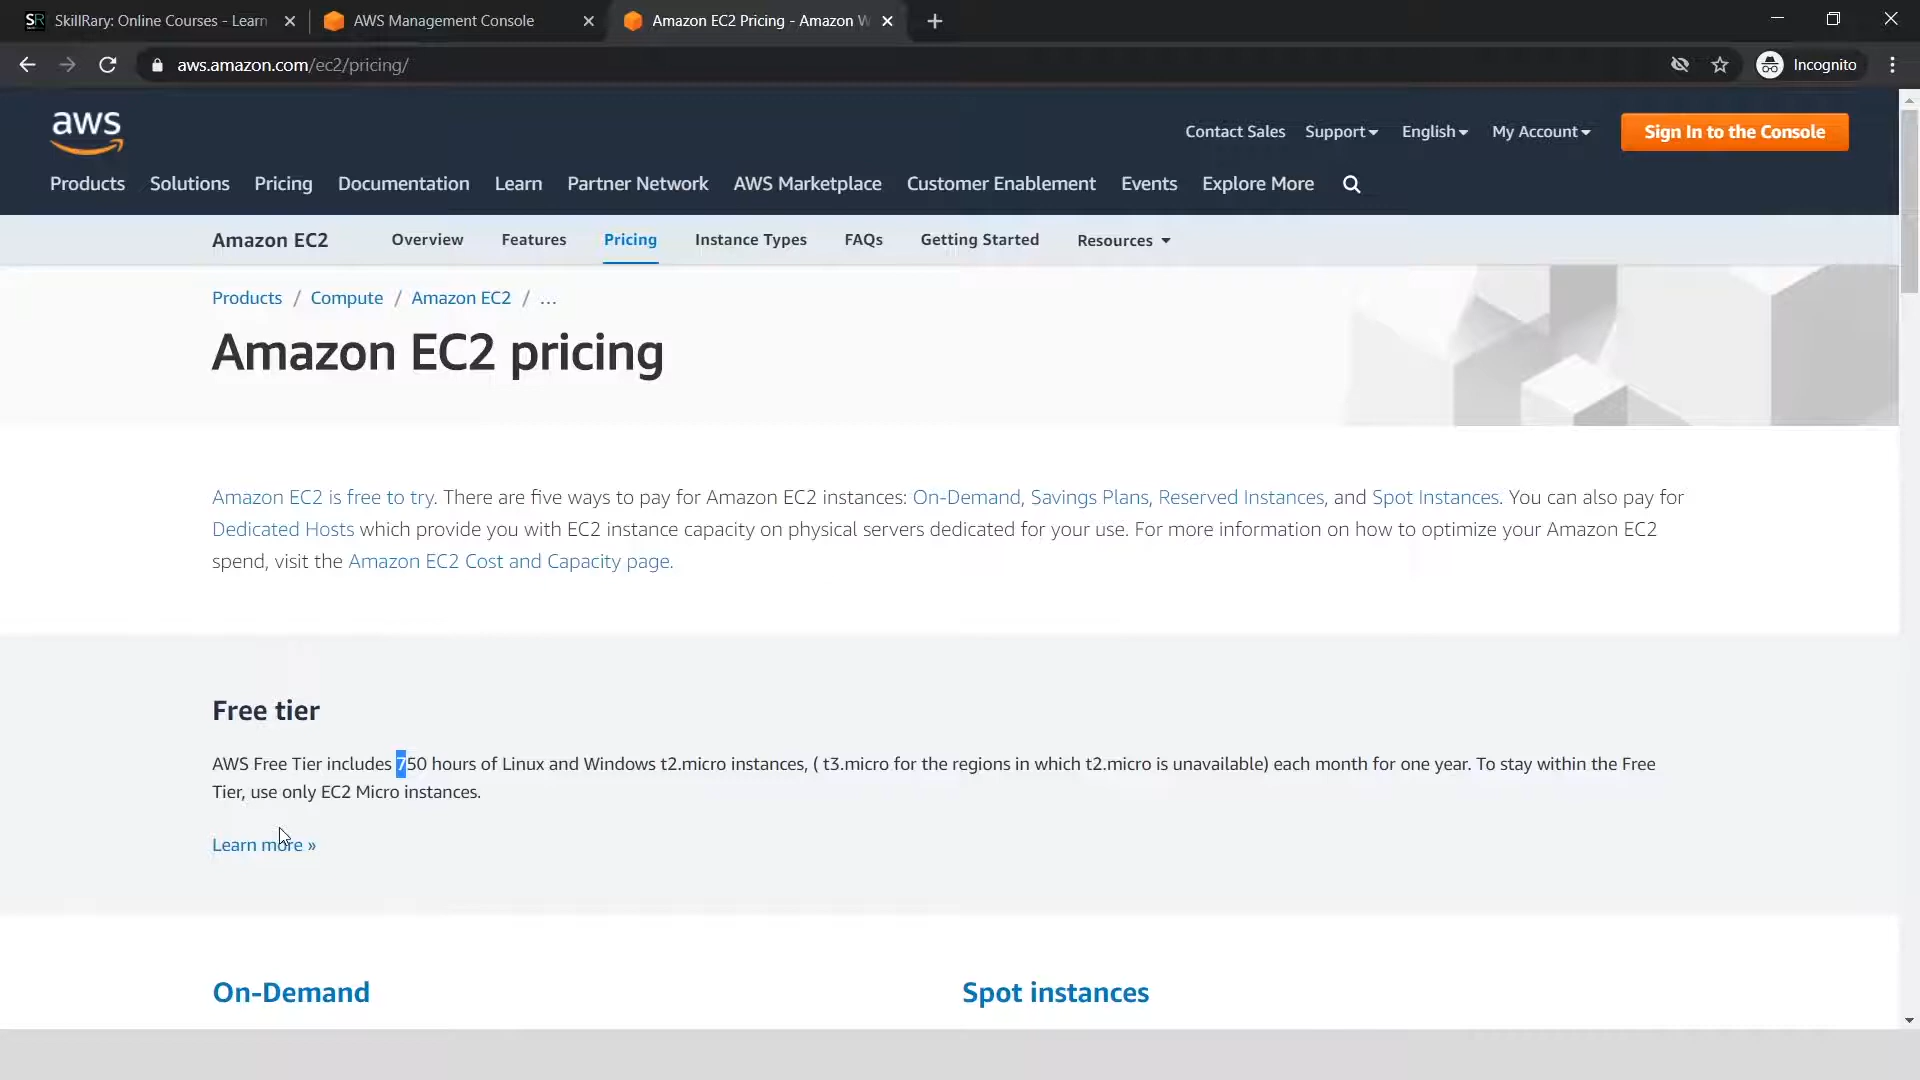 SR SkillRary: Online Courses - Learn
AWS Management Console
Amazon EC2 Pricing - Amazon W
aws.amazon.com/ec2/pricing/
Incognito
aws
Contact Sales Support English My Account Sign In to the Console
Products Solutions Pricing Documentation Learn Partner Network AWS Marketplace Customer Enablement Events Explore More
Amazon EC2 Overview Features Pricing Instance Types FAQs Getting Started Resources
Products / Compute / Amazon EC2 / ...
Amazon EC2 pricing
Amazon EC2 is free to try. There are five ways to pay for Amazon EC2 instances: On-Demand, Savings Plans, Reserved Instances, and Spot Instances. You can also pay for
Dedicated Hosts which provide you with EC2 instance capacity on physical servers dedicated for your use. For more information on how to optimize your Amazon EC2
spend, visit the Amazon EC2 Cost and Capacity page.
Free tier
AWS Free Tier includes 750 hours of Linux and Windows t2.micro instances, ( t3.micro for the regions in which t2.micro is unavailable) each month for one year. To stay within the Free
Tier, use only EC2 Micro instances.
Learn more »
On-Demand
Spot instances